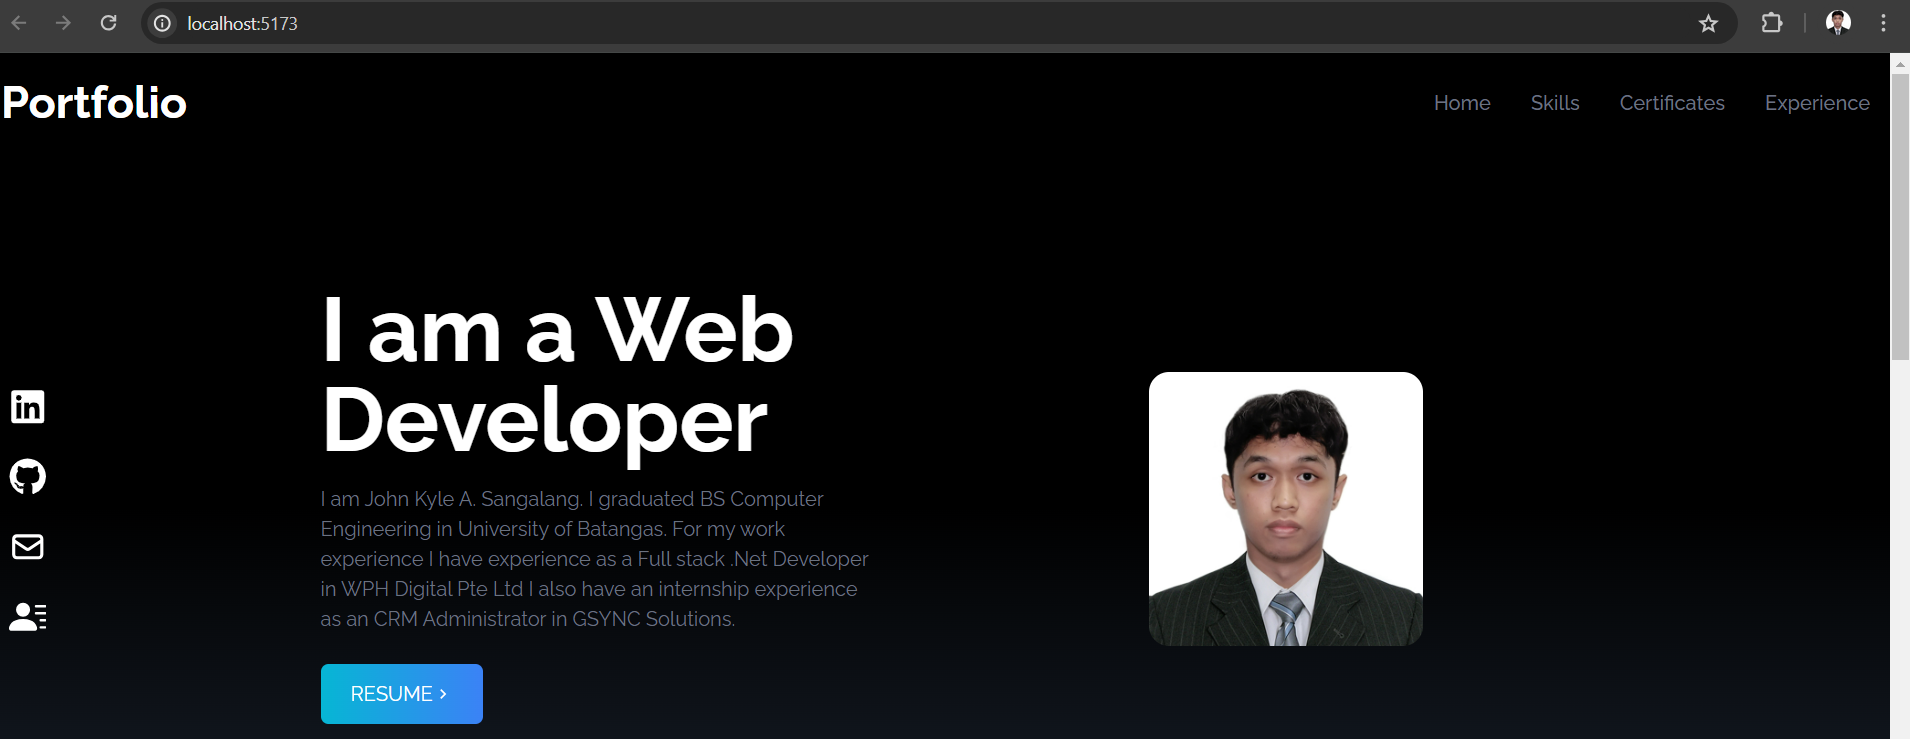 localhost:5173
Portfolio
Home Skills Certificates Experience
I am a Web
Developer
in
I am John Kyle A. Sangalang. I graduated BS Computer
Engineering in University of Batangas. For my work
experience I have experience as a Full stack .Net Developer
in WPH Digital Pte Ltd I also have an internship experience
as an CRM Administrator in GSYNC Solutions.
RESUME >